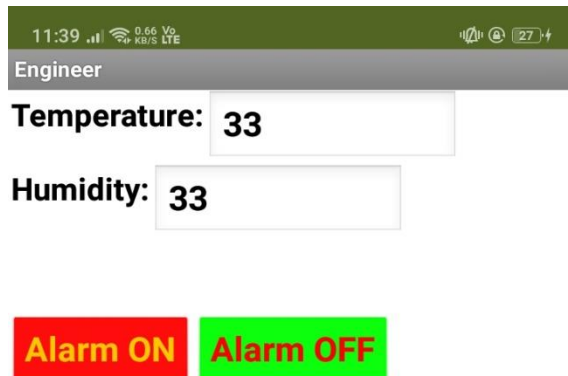 11:39 0.66 KB/S Vo LTE 27
Engineer
Temperature: 33
Humidity: 33
Alarm ON Alarm OFF